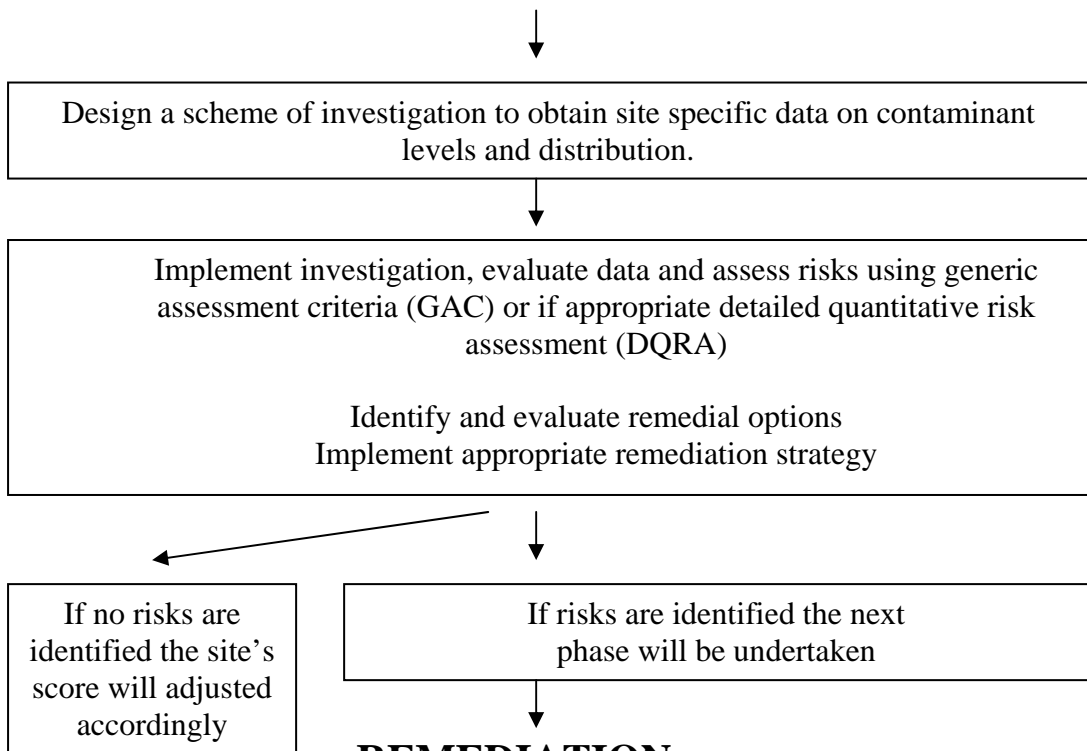 Design a scheme of investigation to obtain site specific data on contaminant
levels and distribution.
Implement investigation, evaluate data and assess risks using generic
assessment criteria (GAC) or if appropriate detailed quantitative risk
assessment (DQRA)
Identify and evaluate remedial options
Implement appropriate remediation strategy
If no risks are
identified the site’s
score will adjusted
accordingly
If risks are identified the next
phase will be undertaken
REMEDIATION